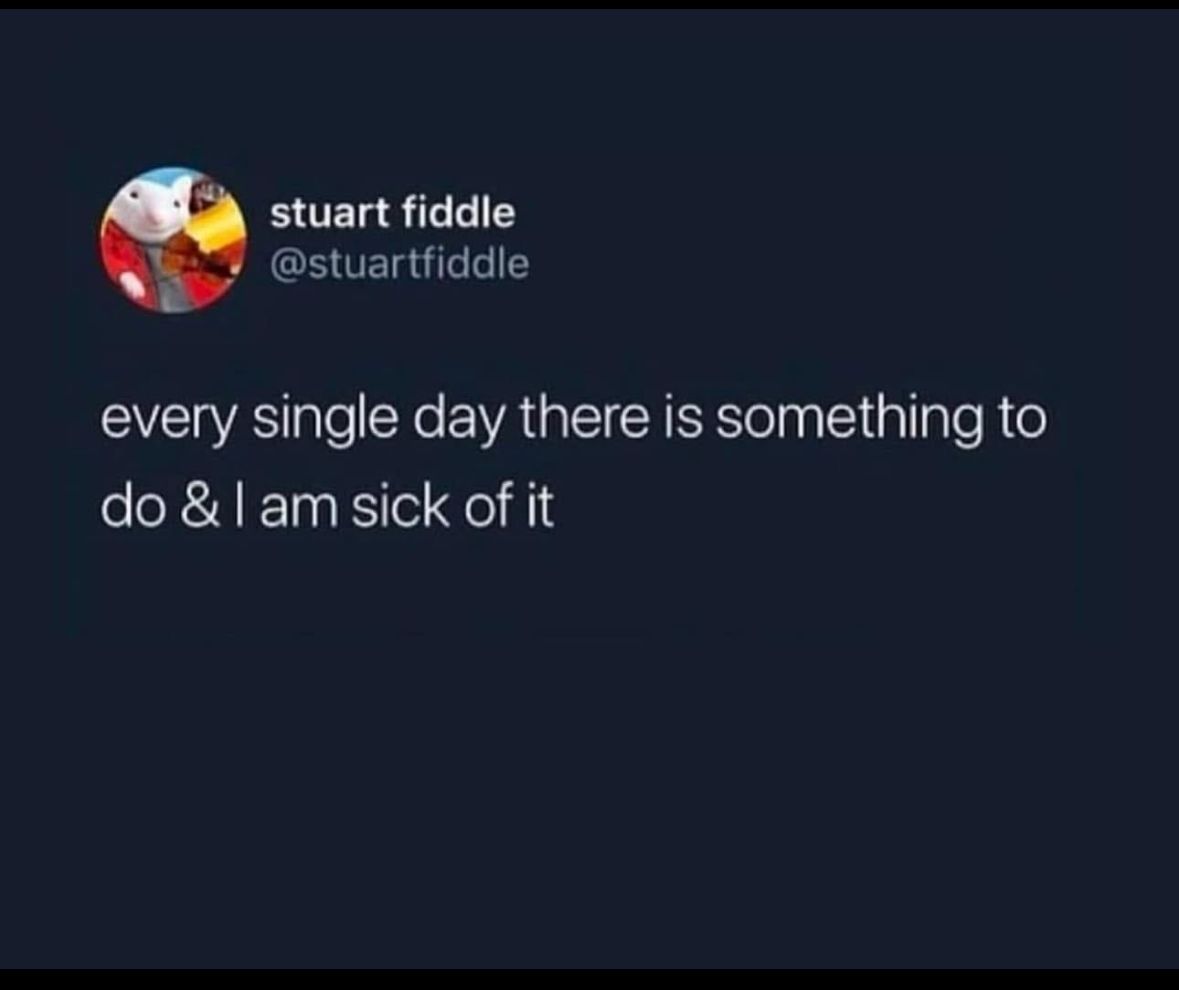 stuart fiddle
@stuartfiddle
every single day there is something to
do & I am sick of it